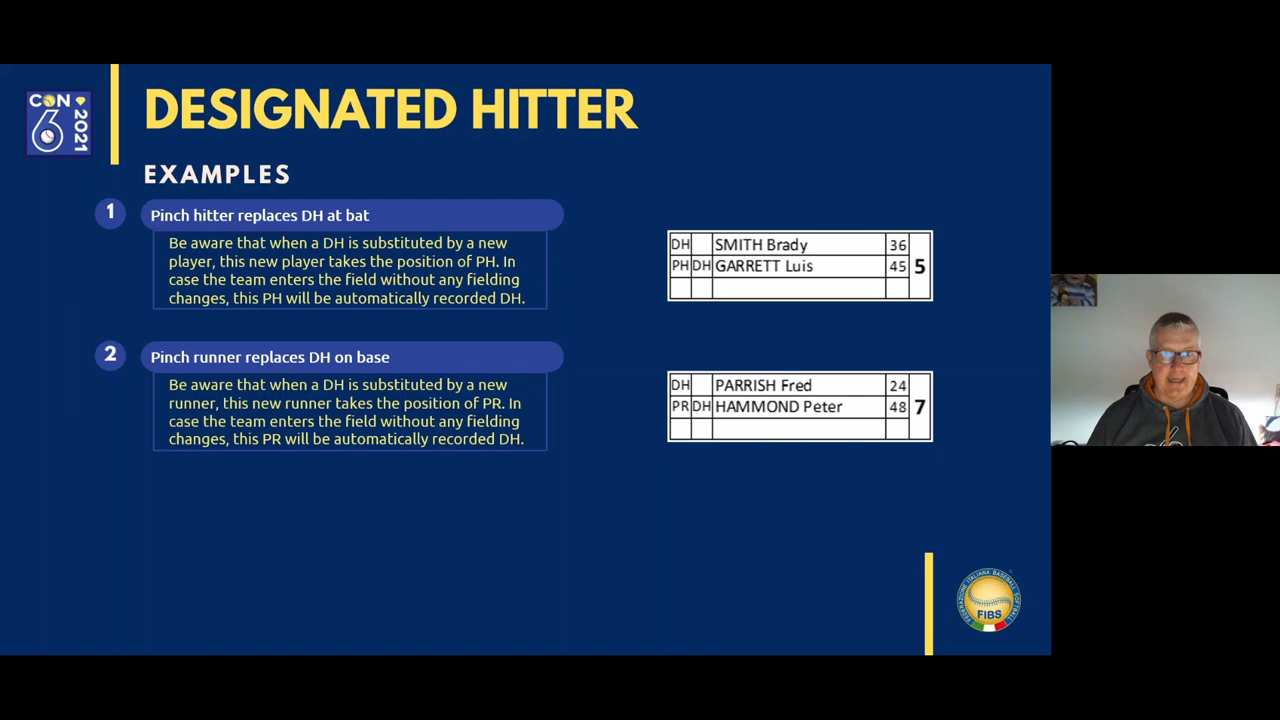 CON
6
2021
DESIGNATED HITTER
EXAMPLES
1
Pinch hitter replaces DH at bat
Be aware that when a DH is substituted by a new
player, this new player takes the position of PH. In
case the team enters the field without any fielding
changes, this PH will be automatically recorded DH.
DH SMITH Brady 36
PH DH GARRETT Luis 45 5
2
Pinch runner replaces DH on base
Be aware that when a DH is substituted by a new
runner, this new runner takes the position of PR. In
case the team enters the field without any fielding
changes, this PR will be automatically recorded DH.
DH PARRISH Fred 24
PR DH HAMMOND Peter 48 7
FEDERAZIONE ITALIANA BASEBALL SOFTBALL
FIBS